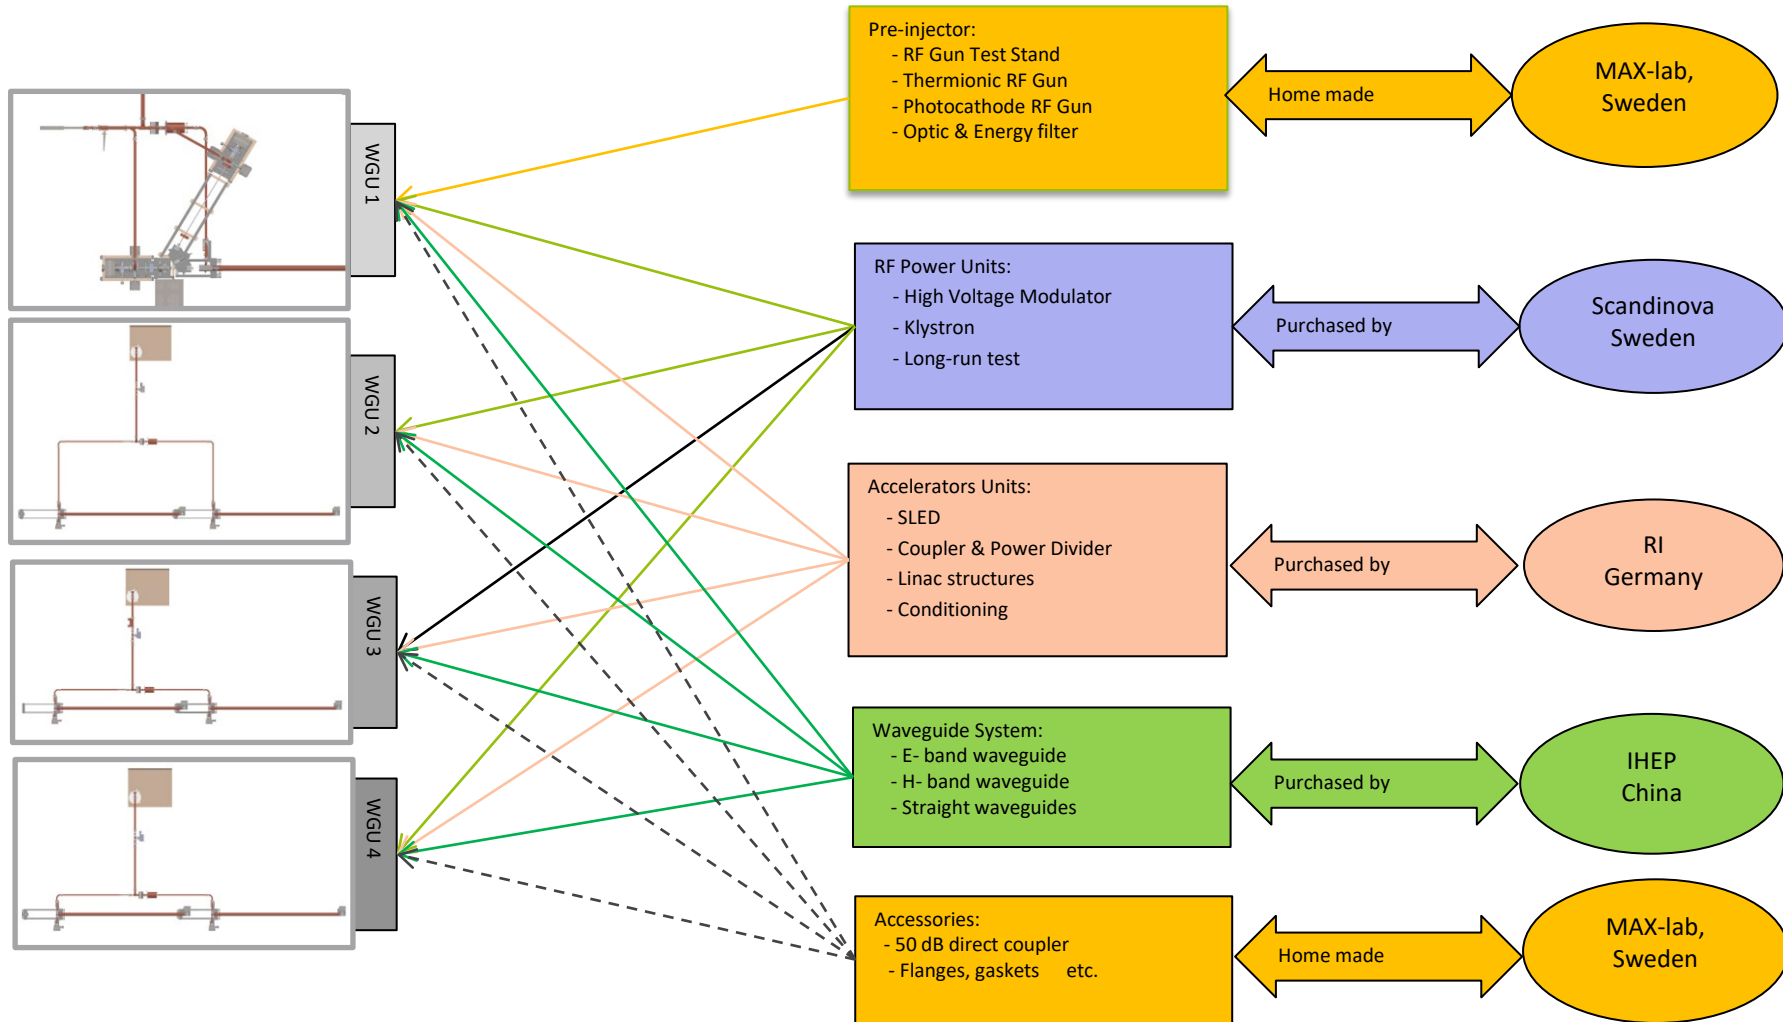 WGU 1
WGU 2
WGU 3
WGU 4
Pre-injector:
- RF Gun Test Stand
- Thermionic RF Gun
- Photocathode RF Gun
- Optic & Energy filter
Home made
MAX-lab,
Sweden
RF Power Units:
- High Voltage Modulator
- Klystron
- Long-run test
Purchased by
Scandinova
Sweden
Accelerators Units:
- SLED
- Coupler & Power Divider
- Linac structures
- Conditioning
Purchased by
RI
Germany
Waveguide System:
- E- band waveguide
- H- band waveguide
- Straight waveguides
Purchased by
IHEP
China
Accessories:
- 50 dB direct coupler
- Flanges, gaskets etc.
Home made
MAX-lab,
Sweden